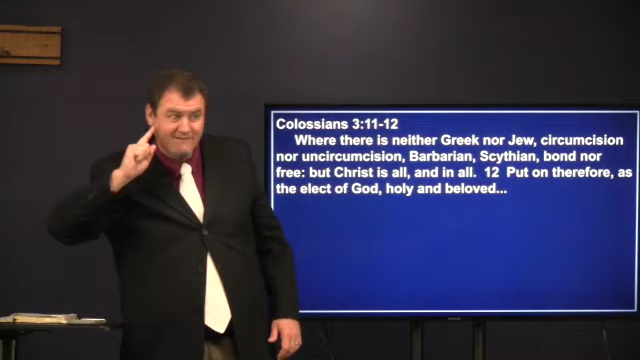 Colossians 3:11-12
Where there is neither Greek nor Jew, circumcision
nor uncircumcision, Barbarian, Scythian, bond nor
free: but Christ is all, and in all. 12 Put on therefore, as
the elect of God, holy and beloved...